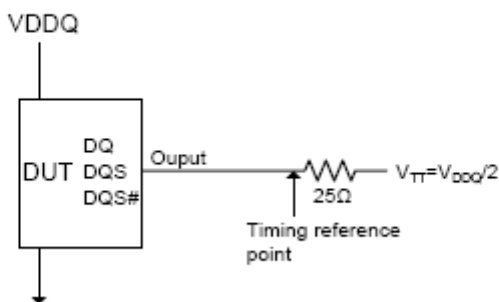 VDDQ
DUT
DQ
DQS
DQS#
Ouput
25Ω
VTT=VDDQ/2
Timing reference
point